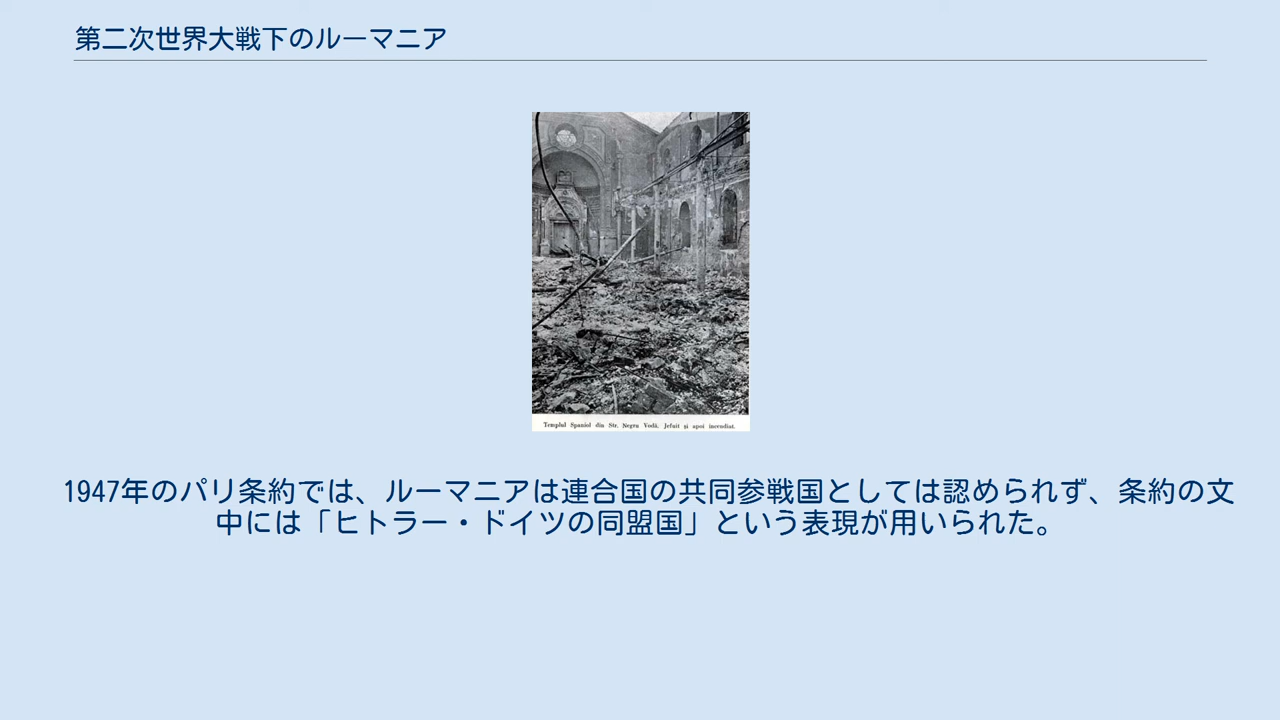 第二次世界大戦下のルーマニア
Templul Spaniol din Str. Negru Vodă. Jefuit și apoi incendiat.
1947年のパリ条約では、ルーマニアは連合国の共同参戦国としては認められず、条約の文
中には「ヒトラー・ドイツの同盟国」という表現が用いられた。